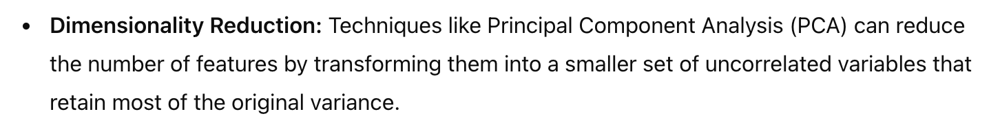 • Dimensionality Reduction: Techniques like Principal Component Analysis (PCA) can reduce
the number of features by transforming them into a smaller set of uncorrelated variables that
retain most of the original variance.